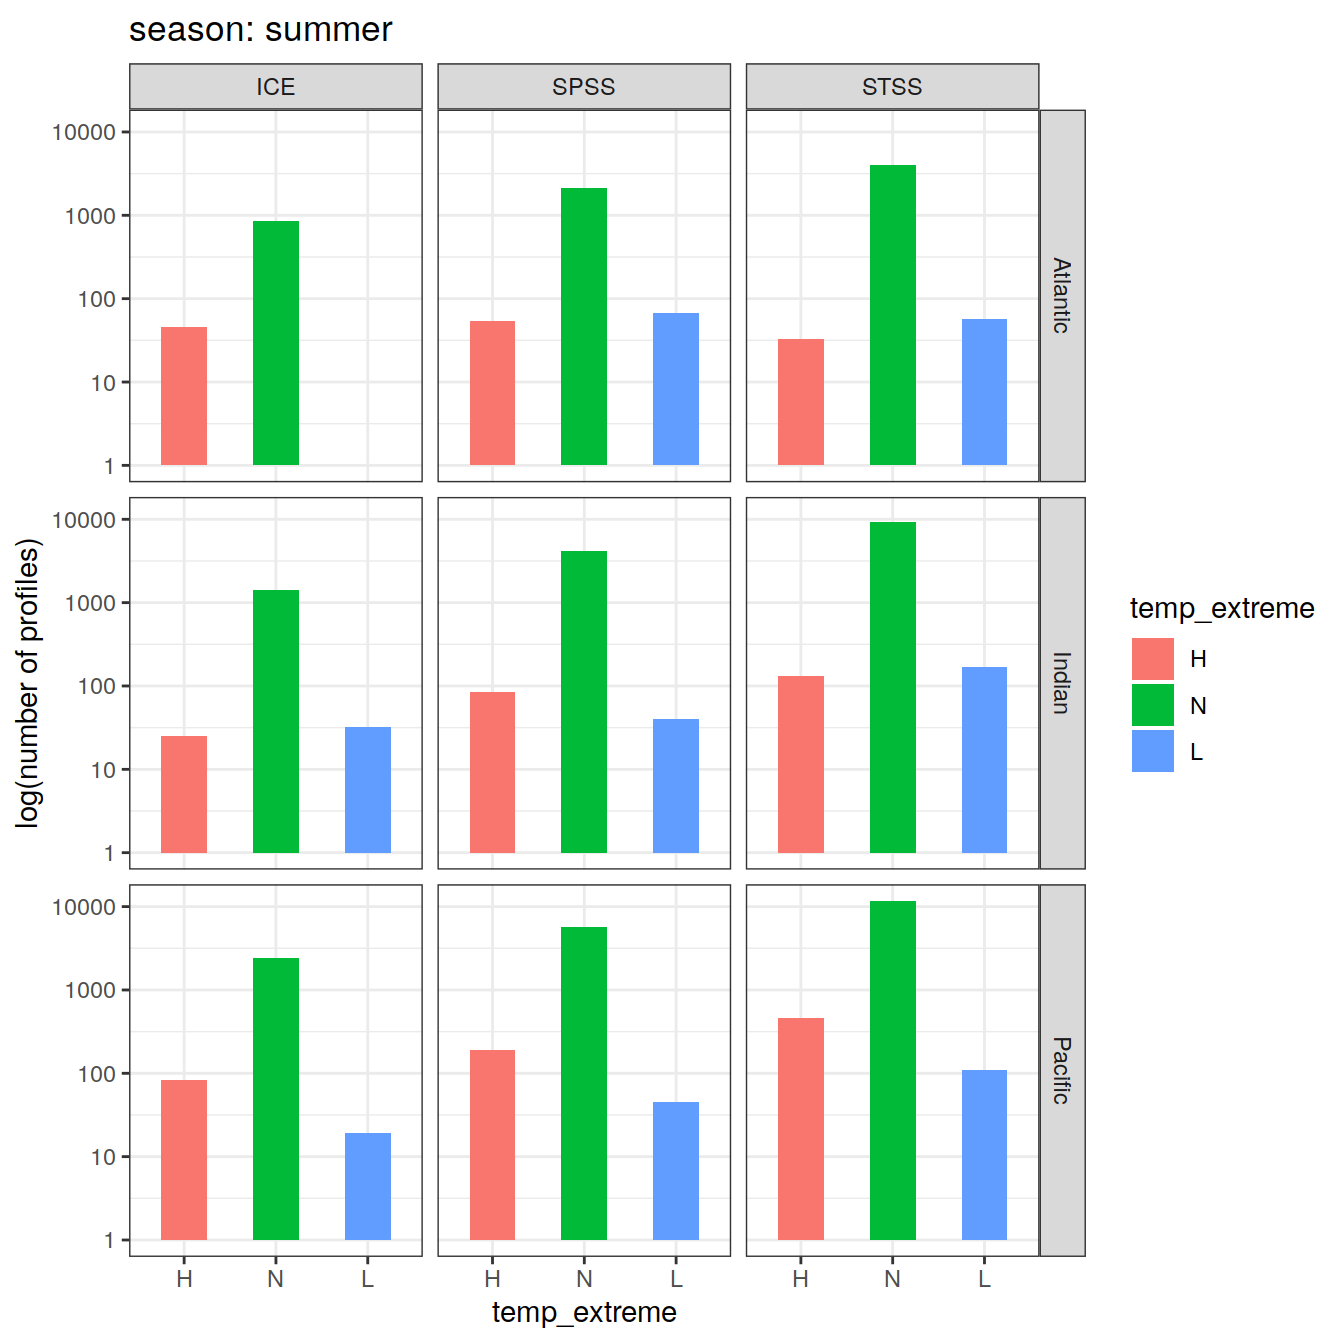 season: summer
ICE SPSS STSS
10000
1000
100
10
1
Atlantic
10000
1000
100
10
1
Indian
10000
1000
100
10
1
Pacific
log(number of profiles)
H N L H N L H N L
temp_extreme
temp_extreme
H
N
L